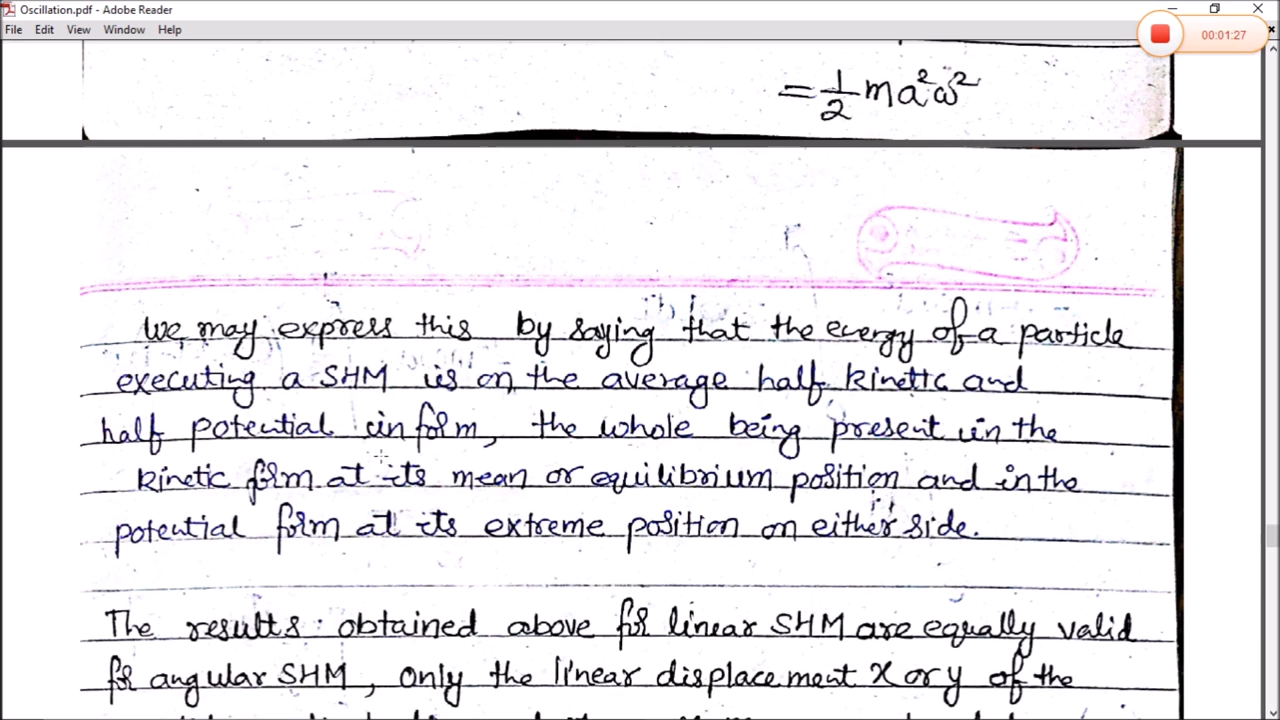 Oscillation.pdf - Adobe Reader
File Edit View Window Help
00:01:27
= 1/2 ma²ω²
We may express this by saying that the energy of a particle
executing a SHM is on the average half kinetic and
half potential in form, the whole being present in the
kinetic form at its mean or equilibrium position and in the
potential form at its extreme position on either side.
The results obtained above for linear SHM are equally valid
for angular SHM, only the linear displacement x or y of the